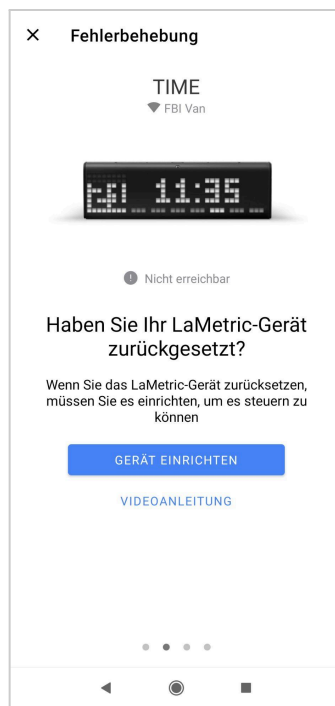 Fehlerbehebung
TIME
FBI Van
11:35
Nicht erreichbar
Haben Sie Ihr LaMetric-Gerät
zurückgesetzt?
Wenn Sie das LaMetric-Gerät zurücksetzen,
müssen Sie es einrichten, um es steuern zu
können
GERÄT EINRICHTEN
VIDEOANLEITUNG